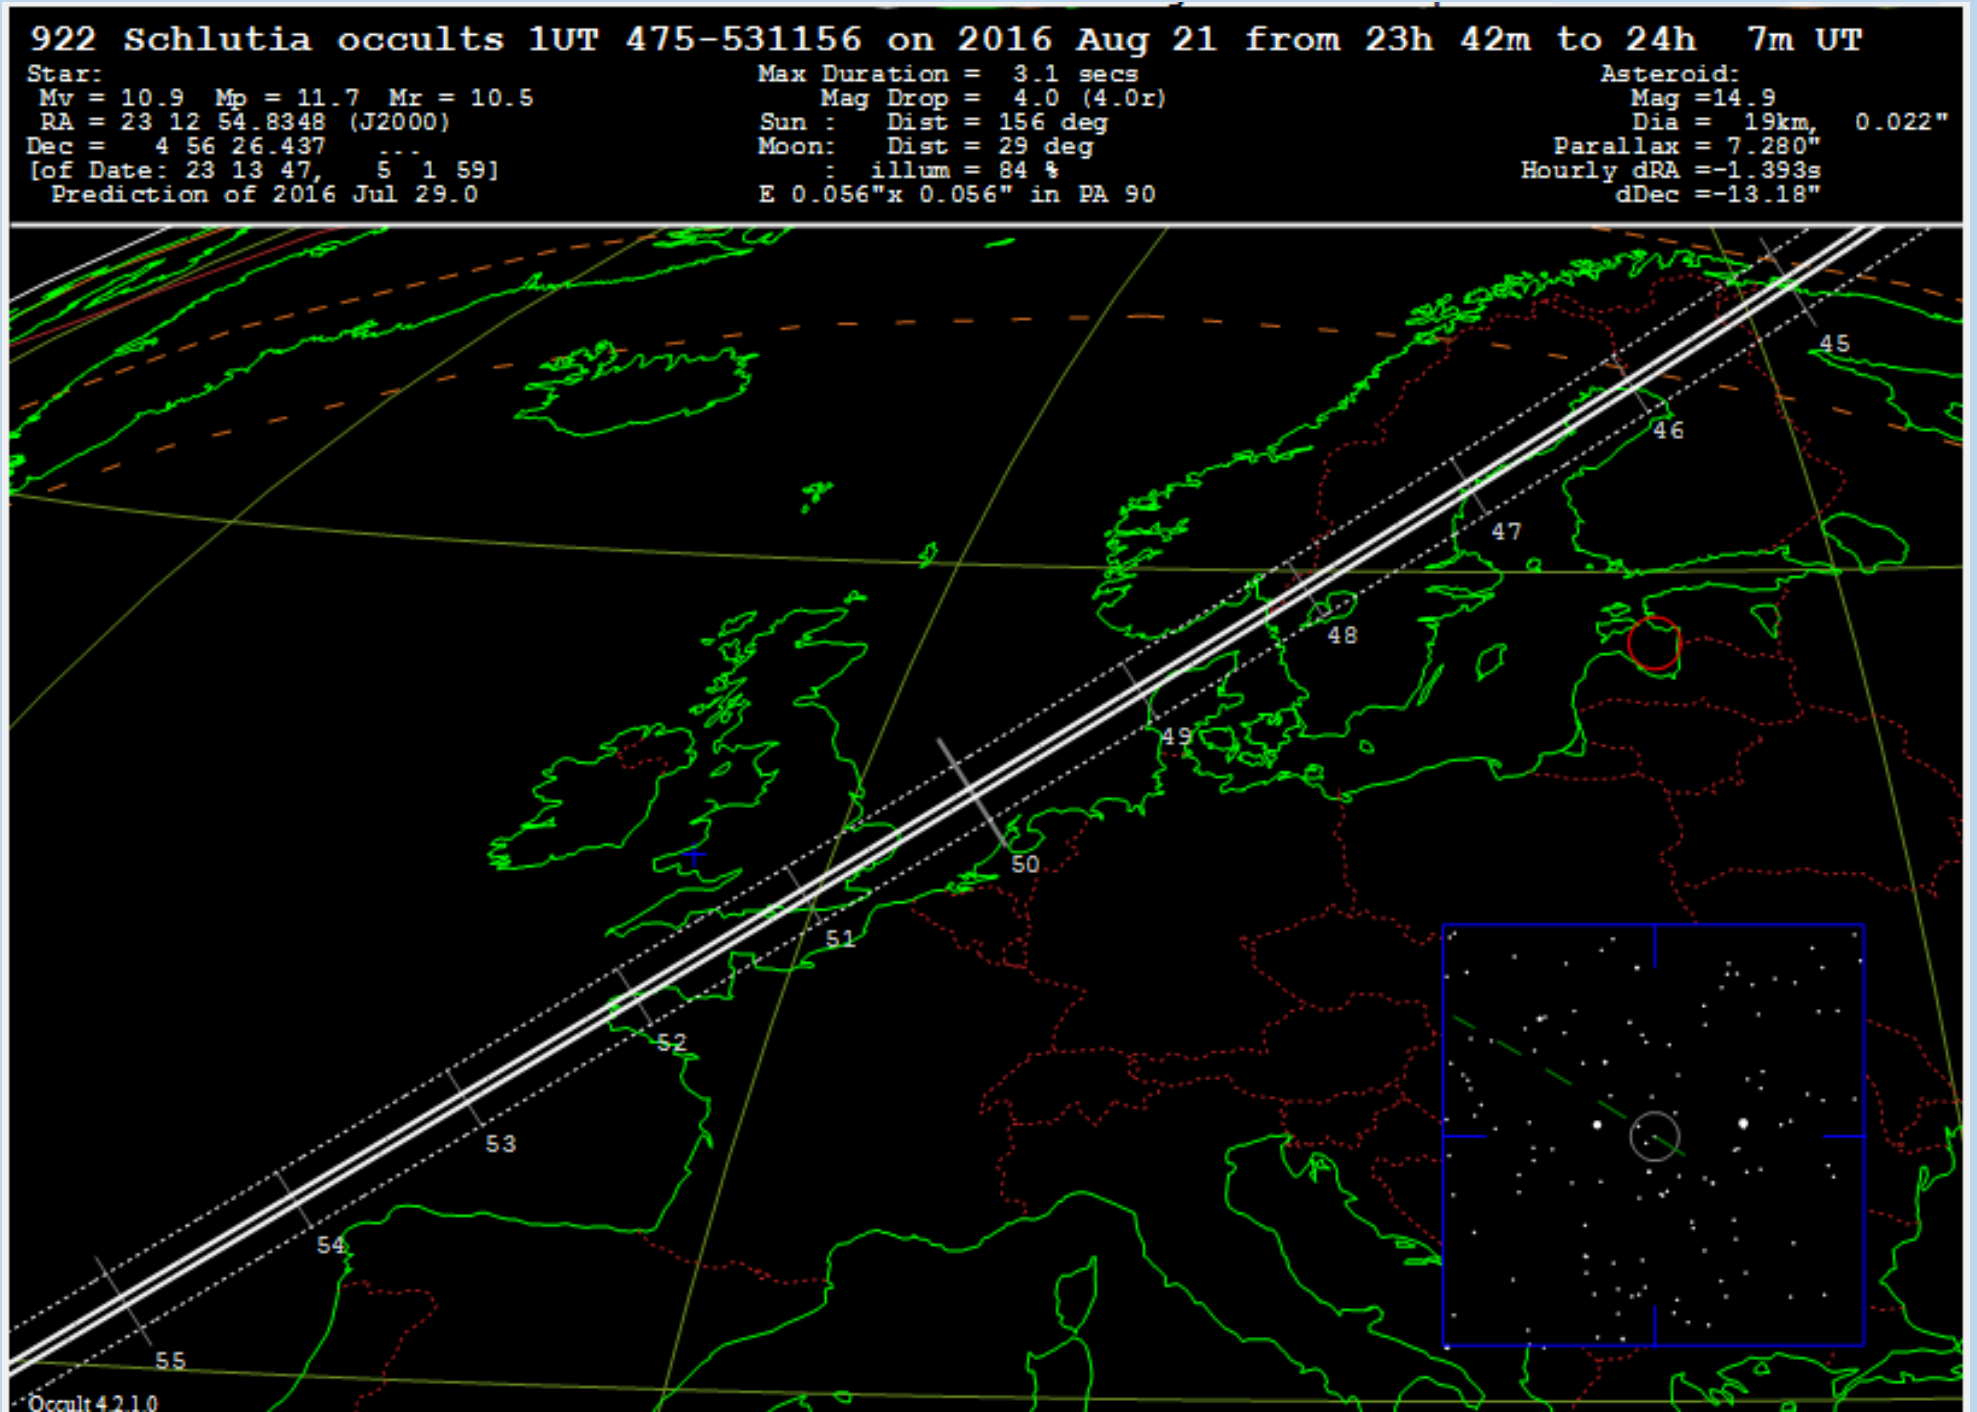 922 Schlutia occults 1UT 475-531156 on 2016 Aug 21 from 23h 42m to 24h 7m UT
Star:
Mv = 10.9 Mp = 11.7 Mr = 10.5
RA = 23 12 54.8348 (J2000)
Dec = 4 56 26.437 ...
[of Date: 23 13 47, 5 1 59]
Prediction of 2016 Jul 29.0
Max Duration = 3.1 secs
Mag Drop = 4.0 (4.0r)
Sun : Dist = 156 deg
Moon: Dist = 29 deg
: illum = 84 %
E 0.056"x 0.056" in PA 90
Asteroid:
Mag =14.9
Dia = 19km, 0.022"
Parallax = 7.280"
Hourly dRA =-1.393s
dDec =-13.18"
45
46
47
48
49
50
51
52
53
54
55
Occult 4.2.1.0